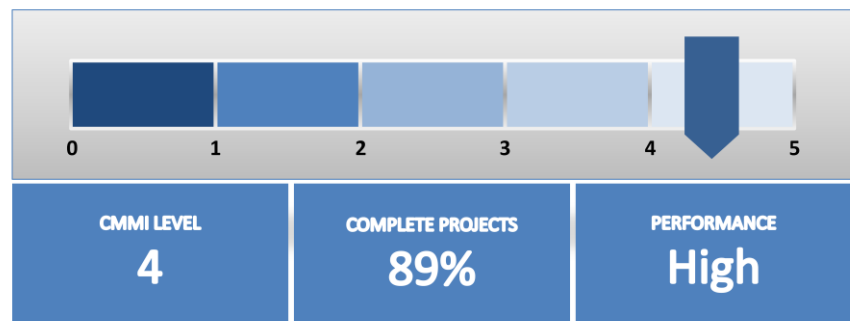 0 1 2 3 4 5
CMMI LEVEL
4
COMPLETE PROJECTS
89%
PERFORMANCE
High